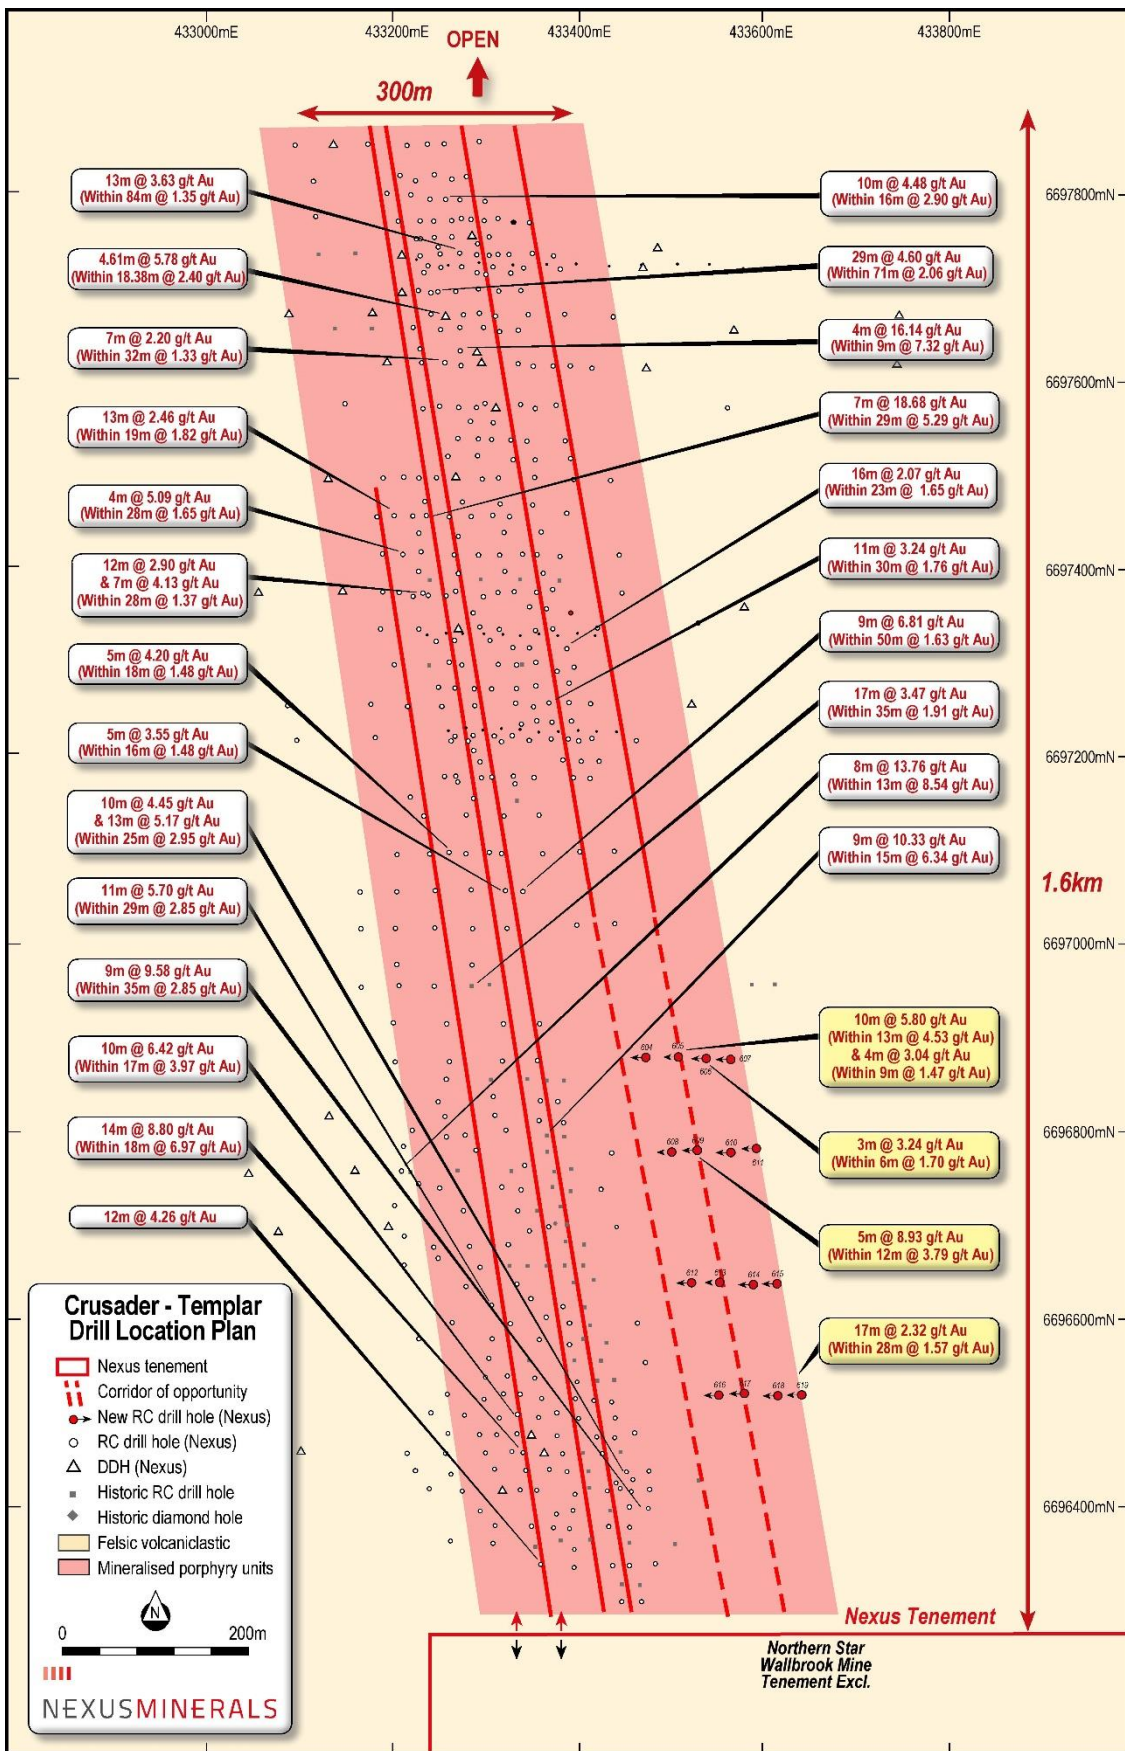 433000mE
433200mE
433400mE
433600mE
433800mE
OPEN
300m
13m @ 3.63 g/t Au
(Within 84m @ 1.35 g/t Au)
4.61m @ 5.78 g/t Au
(Within 18.38m @ 2.40 g/t Au)
7m @ 2.20 g/t Au
(Within 32m @ 1.33 g/t Au)
13m @ 2.46 g/t Au
(Within 19m @ 1.82 g/t Au)
4m @ 5.09 g/t Au
(Within 28m @ 1.65 g/t Au)
12m @ 2.90 g/t Au
& 7m @ 4.13 g/t Au
(Within 28m @ 1.37 g/t Au)
5m @ 4.20 g/t Au
(Within 18m @ 1.48 g/t Au)
5m @ 3.55 g/t Au
(Within 16m @ 1.48 g/t Au)
10m @ 4.45 g/t Au
& 13m @ 5.17 g/t Au
(Within 25m @ 2.95 g/t Au)
11m @ 5.70 g/t Au
(Within 29m @ 2.85 g/t Au)
9m @ 9.58 g/t Au
(Within 35m @ 2.85 g/t Au)
10m @ 6.42 g/t Au
(Within 17m @ 3.97 g/t Au)
14m @ 8.80 g/t Au
(Within 18m @ 6.97 g/t Au)
12m @ 4.26 g/t Au
10m @ 4.48 g/t Au
(Within 16m @ 2.90 g/t Au)
29m @ 4.60 g/t Au
(Within 71m @ 2.06 g/t Au)
4m @ 16.14 g/t Au
(Within 9m @ 7.32 g/t Au)
7m @ 18.68 g/t Au
(Within 29m @ 5.29 g/t Au)
16m @ 2.07 g/t Au
(Within 23m @ 1.65 g/t Au)
11m @ 3.24 g/t Au
(Within 30m @ 1.76 g/t Au)
9m @ 6.81 g/t Au
(Within 50m @ 1.63 g/t Au)
17m @ 3.47 g/t Au
(Within 35m @ 1.91 g/t Au)
8m @ 13.76 g/t Au
(Within 13m @ 8.54 g/t Au)
9m @ 10.33 g/t Au
(Within 15m @ 6.34 g/t Au)
10m @ 5.80 g/t Au
(Within 13m @ 4.53 g/t Au)
& 4m @ 3.04 g/t Au
(Within 9m @ 1.47 g/t Au)
3m @ 3.24 g/t Au
(Within 6m @ 1.70 g/t Au)
5m @ 8.93 g/t Au
(Within 12m @ 3.79 g/t Au)
17m @ 2.32 g/t Au
(Within 28m @ 1.57 g/t Au)
6697800mN
6697600mN
6697400mN
6697200mN
1.6km
6697000mN
6696800mN
6696600mN
6696400mN
604
605
606
607
608
609
610
611
612
613
614
615
616
617
618
619
Nexus Tenement
Northern Star
Wallbrook Mine
Tenement Excl.
Crusader - Templar
Drill Location Plan
Nexus tenement
Corridor of opportunity
New RC drill hole (Nexus)
RC drill hole (Nexus)
DDH (Nexus)
Historic RC drill hole
Historic diamond hole
Felsic volcaniclastic
Mineralised porphyry units
N
0
200m
NEXUSMINERALS